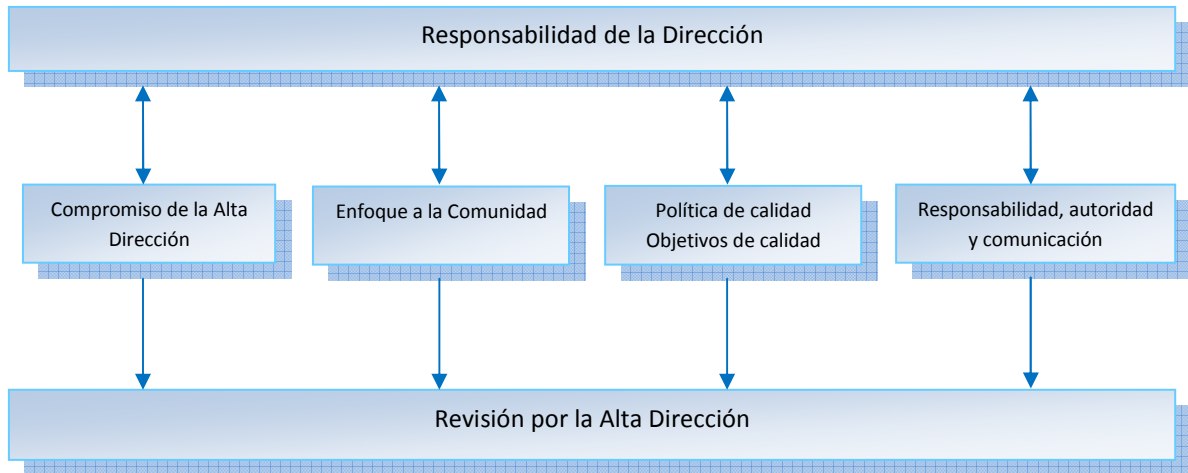 Responsabilidad de la Dirección
Compromiso de la Alta
Dirección
Enfoque a la Comunidad
Política de calidad
Objetivos de calidad
Responsabilidad, autoridad
y comunicación
Revisión por la Alta Dirección